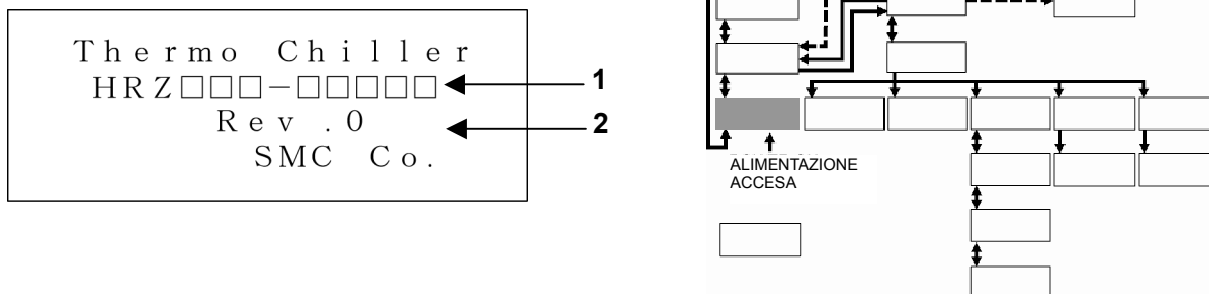 Thermo Chiller
HRZ□□□-□□□□□
1
Rev .0
2
SMC Co.
ALIMENTAZIONE
ACCESA